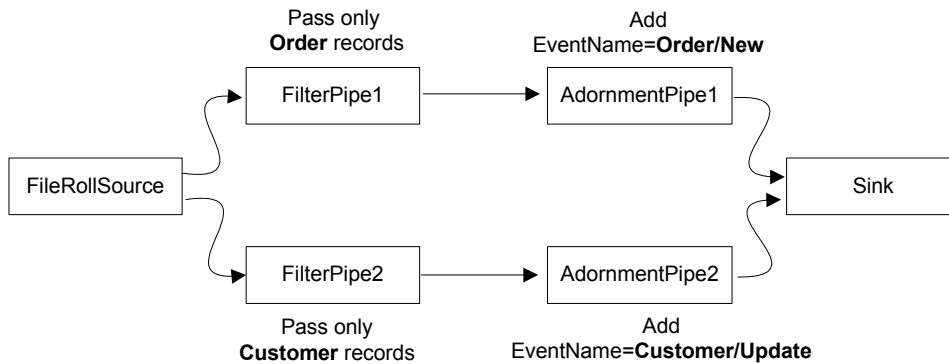 Pass only
Order records
Add
EventName=Order/New
FilterPipe1
AdornmentPipe1
FileRollSource
Sink
FilterPipe2
AdornmentPipe2
Pass only
Customer records
Add
EventName=Customer/Update